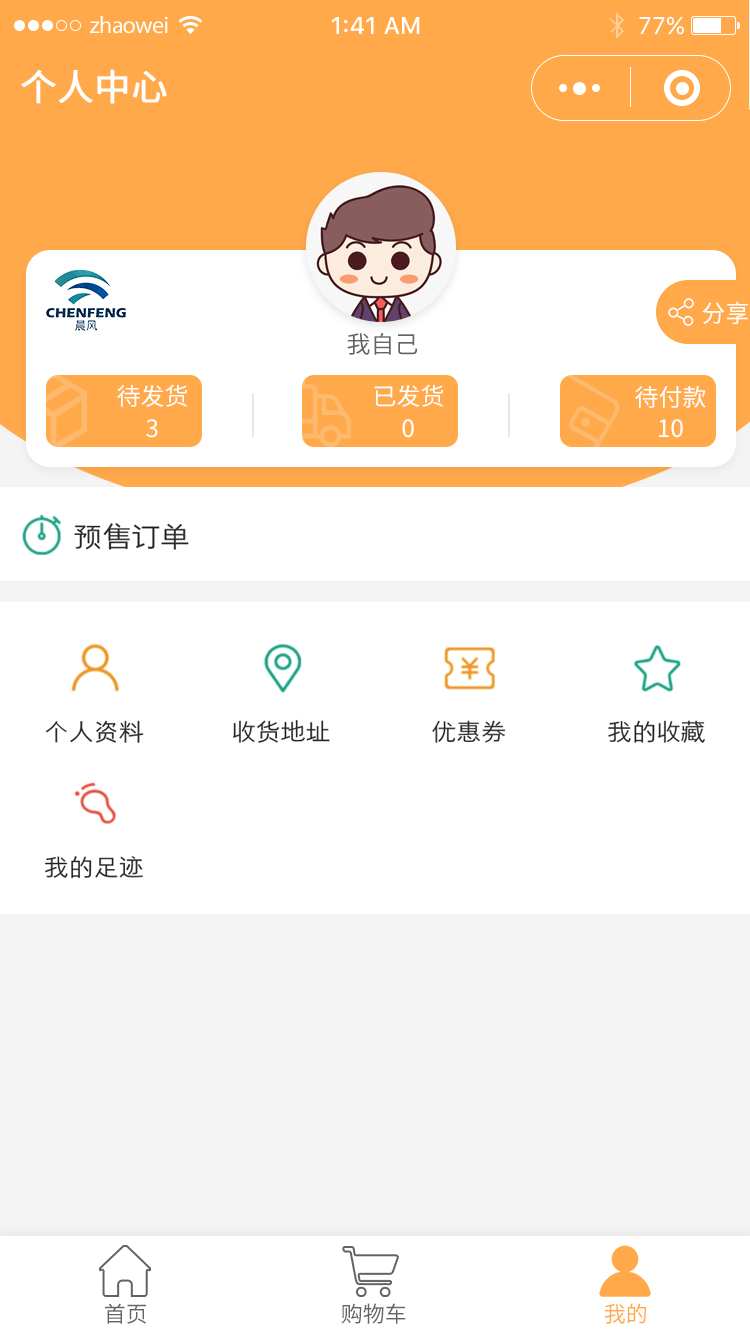 zhaowei 1:41 AM 77%
个人中心
CHENFENG
晨风
分享
我自己
待发货 已发货 待付款
3 0 10
预售订单
个人资料 收货地址 优惠券 我的收藏
我的足迹
首页 购物车 我的